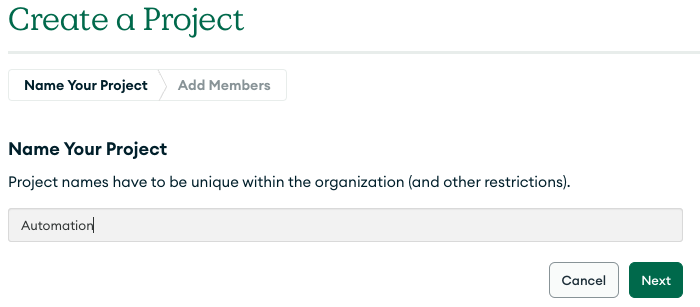 Create a Project
Name Your Project
Add Members
Name Your Project
Project names have to be unique within the organization (and other restrictions).
Automation
Cancel
Next